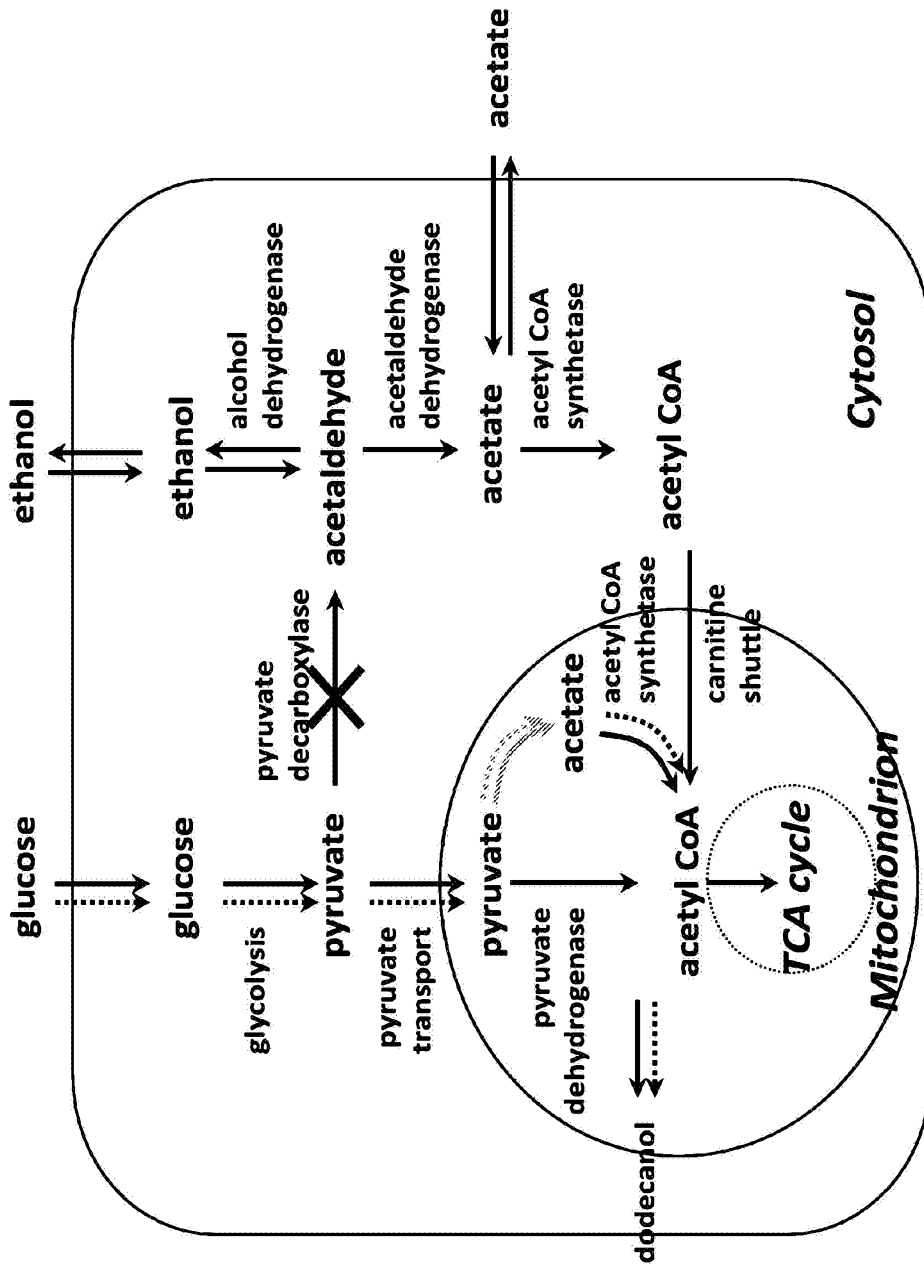 glucose
glucose
glycolysis
pyruvate
pyruvate
transport
pyruvate
pyruvate
dehydrogenase
acetyl CoA
dodecanol
TCA cycle
Mitochondrion
pyruvate
decarboxylase
acetate
acetyl CoA
synthetase
carnitine
shuttle
ethanol
ethanol
alcohol
dehydrogenase
acetaldehyde
acetaldehyde
dehydrogenase
acetate
acetate
acetyl CoA
synthetase
acetyl CoA
Cytosol